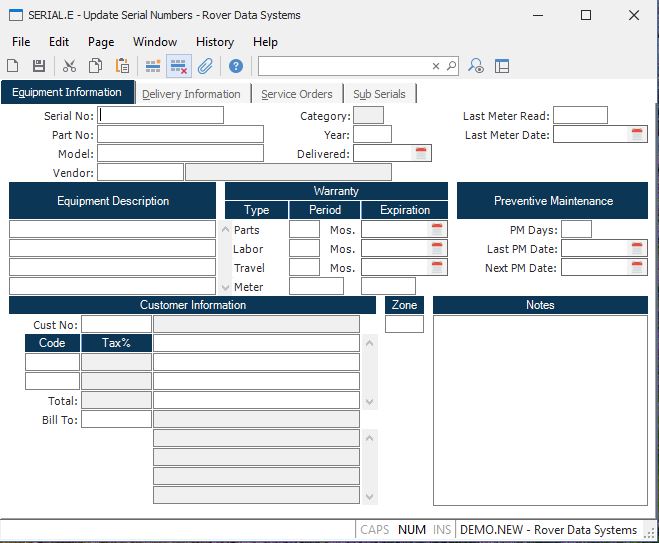 SERIAL.E - Update Serial Numbers - Rover Data Systems
File Edit Page Window History Help
Equipment Information Delivery Information Service Orders Sub Serials
Serial No: Category: Last Meter Read:
Part No: Year: Last Meter Date:
Model: Delivered:
Vendor:
Equipment Description Warranty Preventive Maintenance
Type Period Expiration
Parts Mos. PM Days:
Labor Mos. Last PM Date:
Travel Mos. Next PM Date:
Meter
Customer Information Zone Notes
Cust No:
Code Tax%
Total:
Bill To:
CAPS NUM INS DEMO.NEW - Rover Data Systems